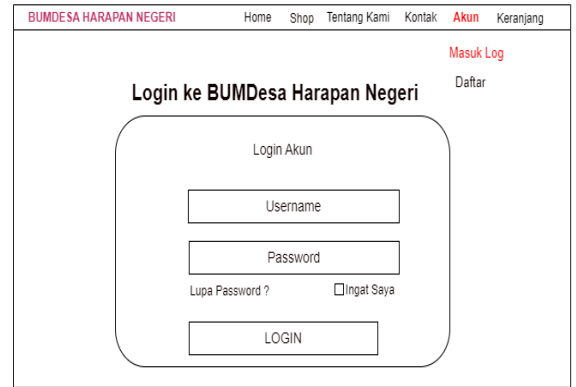 BUMDESA HARAPAN NEGERI Home Shop Tentang Kami Kontak Akun Keranjang
Masuk Log
Daftar
Login ke BUMDesa Harapan Negeri
Login Akun
Username
Password
Lupa Password ? Ingat Saya
LOGIN